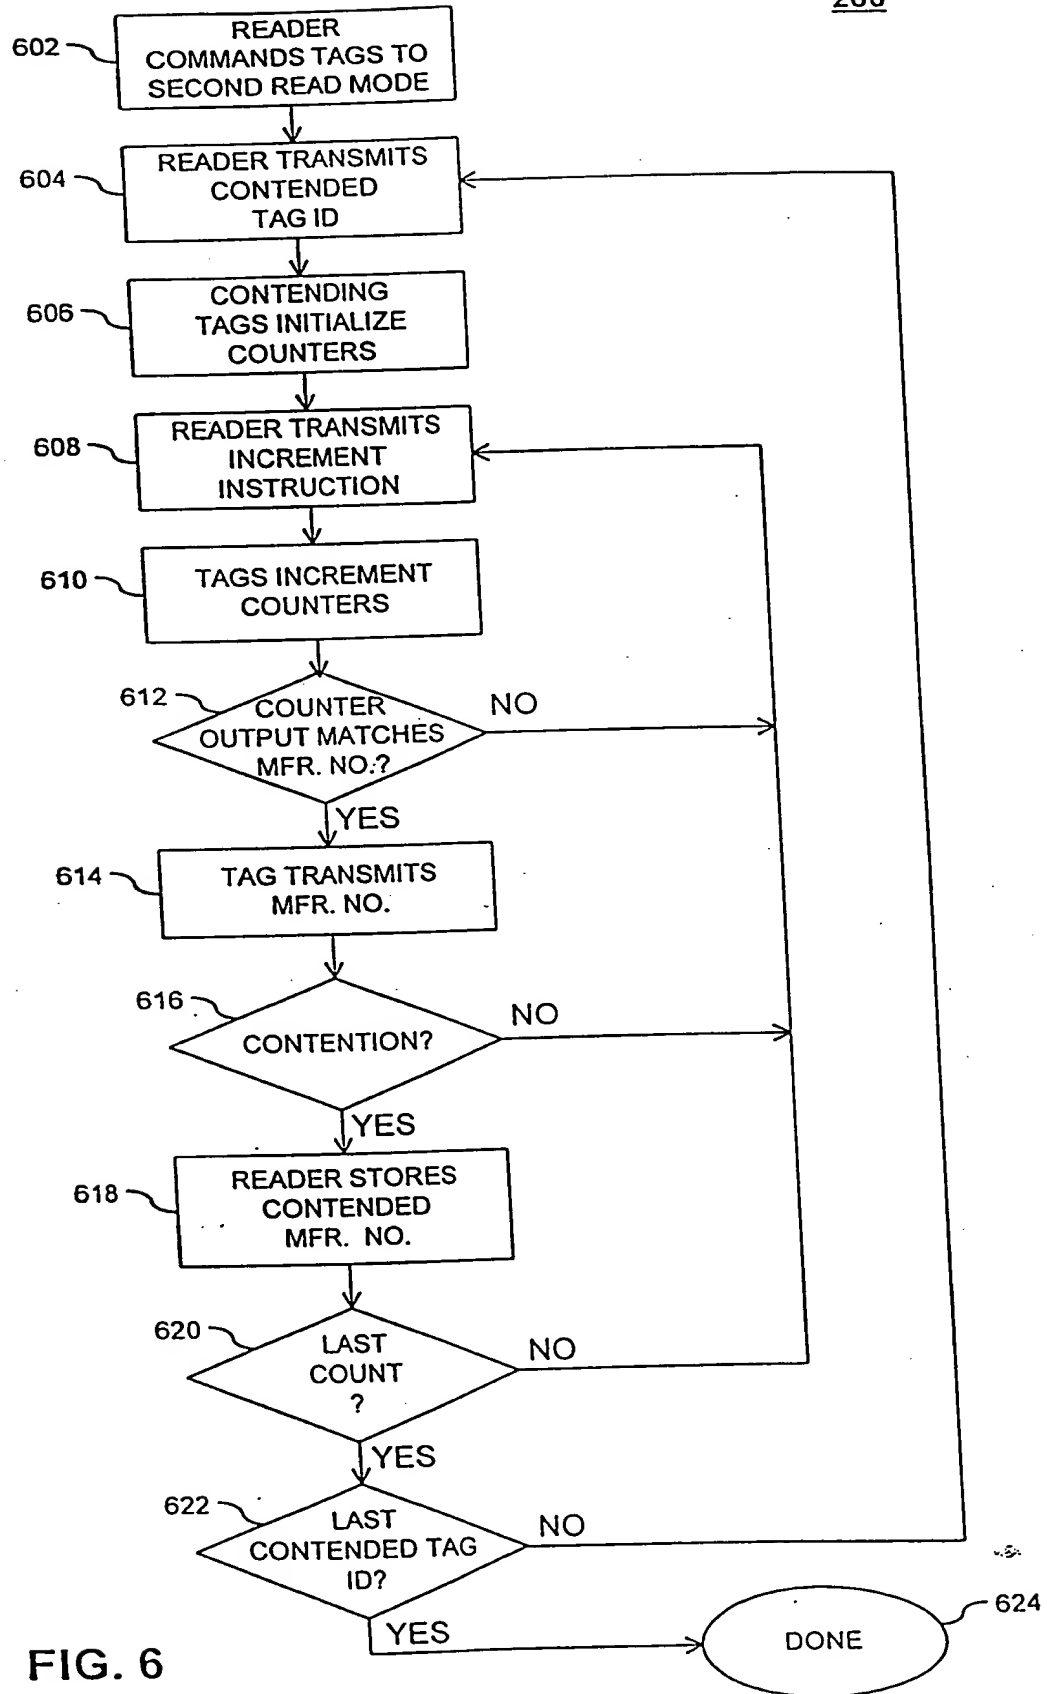 602
READER
COMMANDS TAGS TO
SECOND READ MODE
604
READER TRANSMITS
CONTENDED
TAG ID
606
CONTENDING
TAGS INITIALIZE
COUNTERS
608
READER TRANSMITS
INCREMENT
INSTRUCTION
610
TAGS INCREMENT
COUNTERS
612
COUNTER
OUTPUT MATCHES
MFR. NO.?
NO
YES
614
TAG TRANSMITS
MFR. NO.
616
CONTENTION?
NO
YES
618
READER STORES
CONTENDED
MFR. NO.
620
LAST
COUNT
?
NO
YES
622
LAST
CONTENDED TAG
ID?
NO
YES
624
DONE
FIG. 6